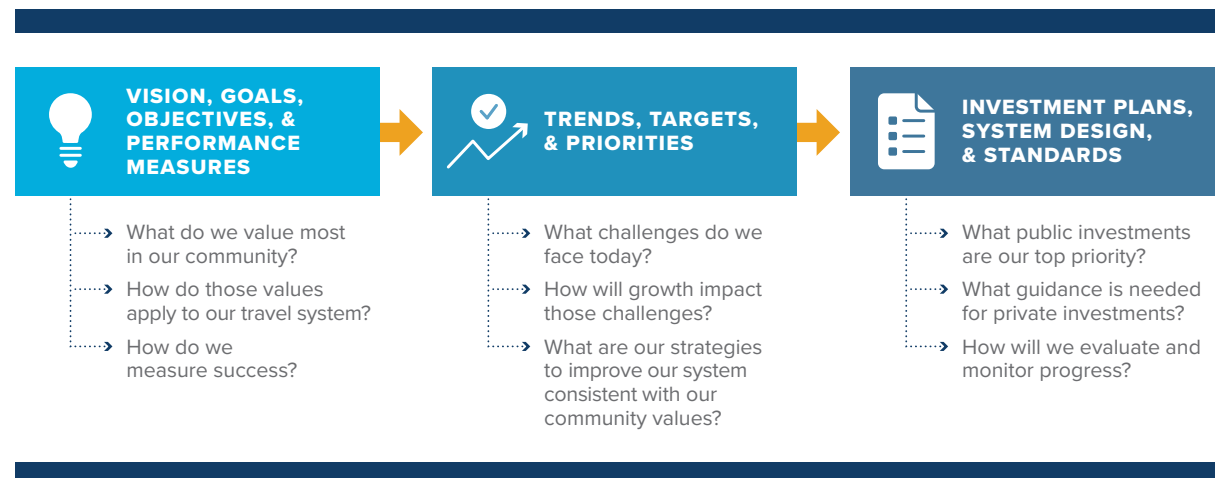 VISION, GOALS,
OBJECTIVES, &
PERFORMANCE
MEASURES
What do we value most
in our community?
How do those values
apply to our travel system?
How do we
measure success?
TRENDS, TARGETS,
& PRIORITIES
What challenges do we
face today?
How will growth impact
those challenges?
What are our strategies
to improve our system
consistent with our
community values?
INVESTMENT PLANS,
SYSTEM DESIGN,
& STANDARDS
What public investments
are our top priority?
What guidance is needed
for private investments?
How will we evaluate and
monitor progress?